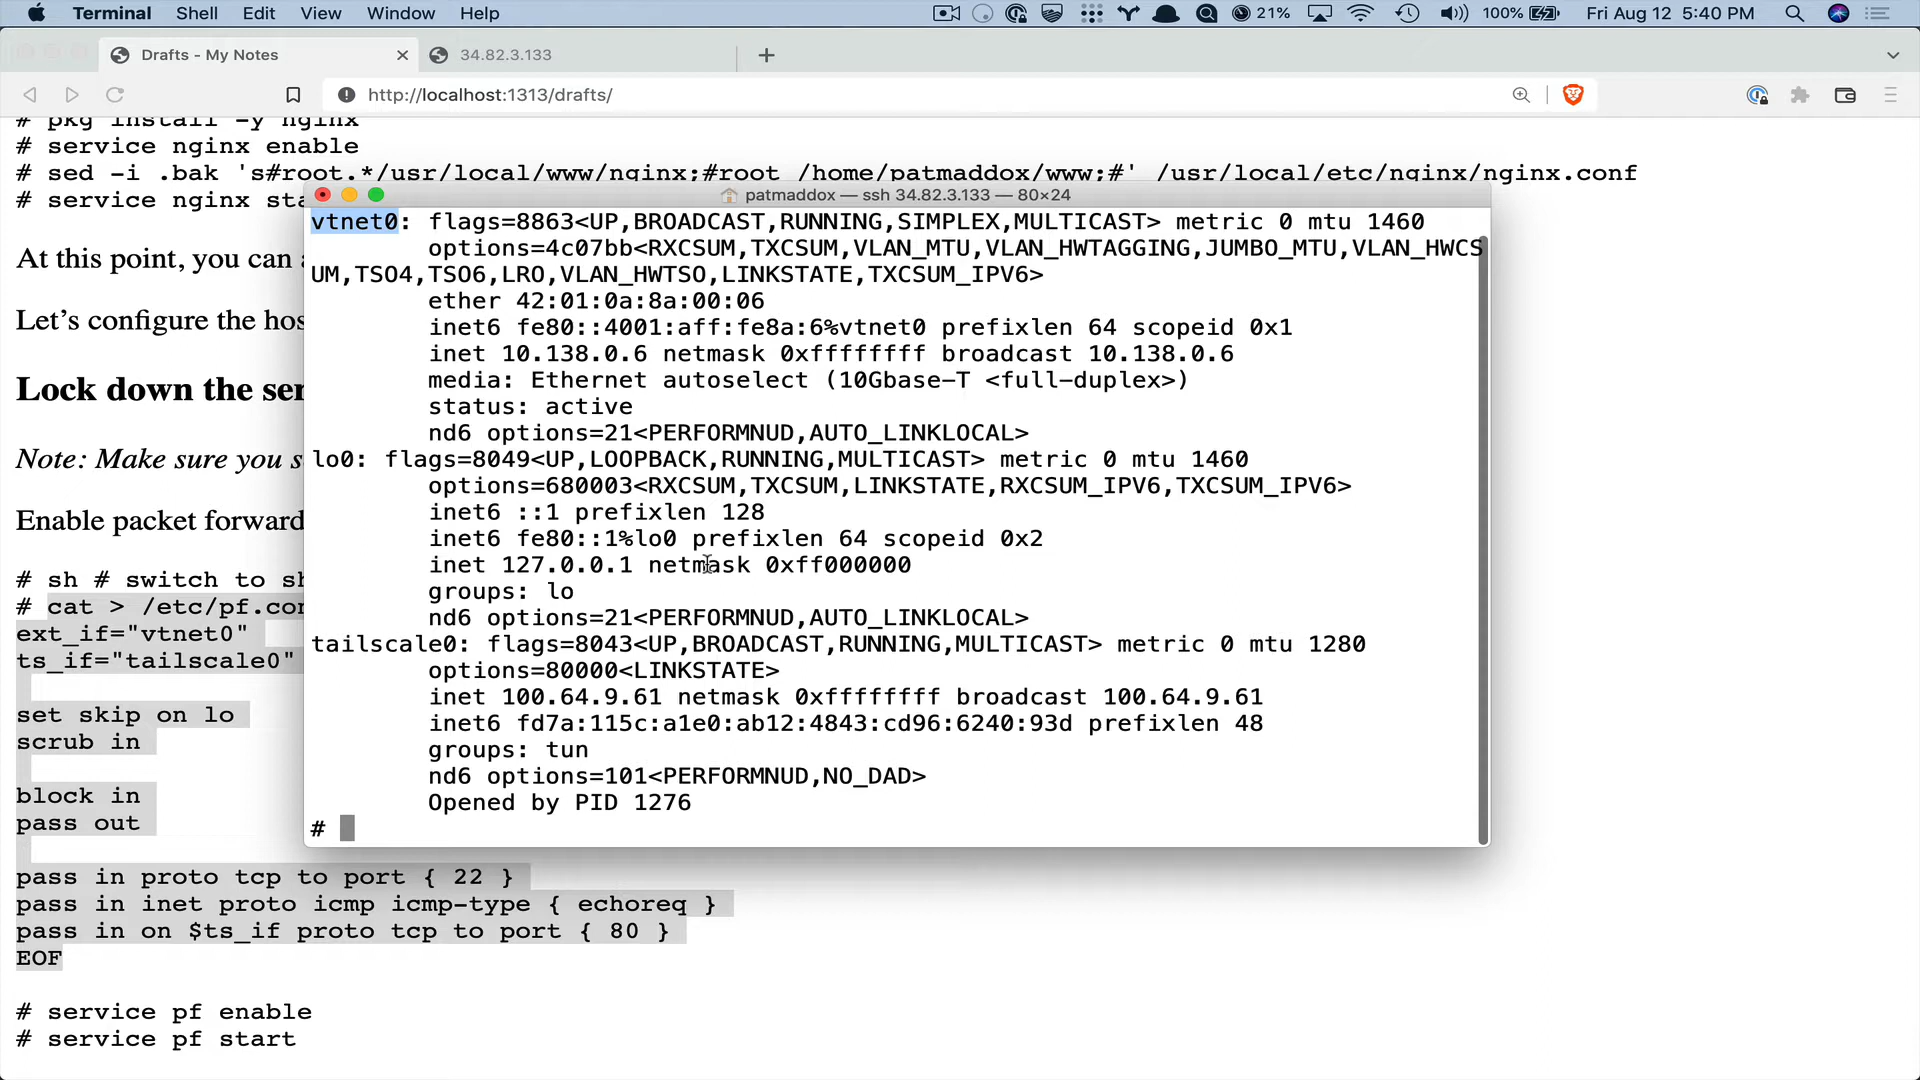 Terminal Shell Edit View Window Help 21% 100% Fri Aug 12 5:40 PM
Drafts - My Notes 34.82.3.133
http://localhost:1313/drafts/
# pkg install -y nginx
# service nginx enable
# sed -i .bak 's#root.*/usr/local/www/nginx;#root /home/patmaddox/www;#' /usr/local/etc/nginx/nginx.conf
# service nginx sta
At this point, you can a
Let's configure the hos
Lock down the ser
Note: Make sure you s
Enable packet forward
# sh # switch to sh
# cat > /etc/pf.con
ext_if="vtnet0"
ts_if="tailscale0"
set skip on lo
scrub in
block in
pass out
pass in proto tcp to port { 22 }
pass in inet proto icmp icmp-type { echoreq }
pass in on $ts_if proto tcp to port { 80 }
EOF
# service pf enable
# service pf start
patmaddox — ssh 34.82.3.133 — 80×24
vtnet0: flags=8863<UP,BROADCAST,RUNNING,SIMPLEX,MULTICAST> metric 0 mtu 1460
options=4c07bb<RXCSUM,TXCSUM,VLAN_MTU,VLAN_HWTAGGING,JUMBO_MTU,VLAN_HWCS
UM,TSO4,TSO6,LRO,VLAN_HWTSO,LINKSTATE,TXCSUM_IPV6>
ether 42:01:0a:8a:00:06
inet6 fe80::4001:aff:fe8a:6%vtnet0 prefixlen 64 scopeid 0x1
inet 10.138.0.6 netmask 0xffffffff broadcast 10.138.0.6
media: Ethernet autoselect (10Gbase-T <full-duplex>)
status: active
nd6 options=21<PERFORMNUD,AUTO_LINKLOCAL>
lo0: flags=8049<UP,LOOPBACK,RUNNING,MULTICAST> metric 0 mtu 1460
options=680003<RXCSUM,TXCSUM,LINKSTATE,RXCSUM_IPV6,TXCSUM_IPV6>
inet6 ::1 prefixlen 128
inet6 fe80::1%lo0 prefixlen 64 scopeid 0x2
inet 127.0.0.1 netmask 0xff000000
groups: lo
nd6 options=21<PERFORMNUD,AUTO_LINKLOCAL>
tailscale0: flags=8043<UP,BROADCAST,RUNNING,MULTICAST> metric 0 mtu 1280
options=80000<LINKSTATE>
inet 100.64.9.61 netmask 0xffffffff broadcast 100.64.9.61
inet6 fd7a:115c:a1e0:ab12:4843:cd96:6240:93d prefixlen 48
groups: tun
nd6 options=101<PERFORMNUD,NO_DAD>
Opened by PID 1276
#